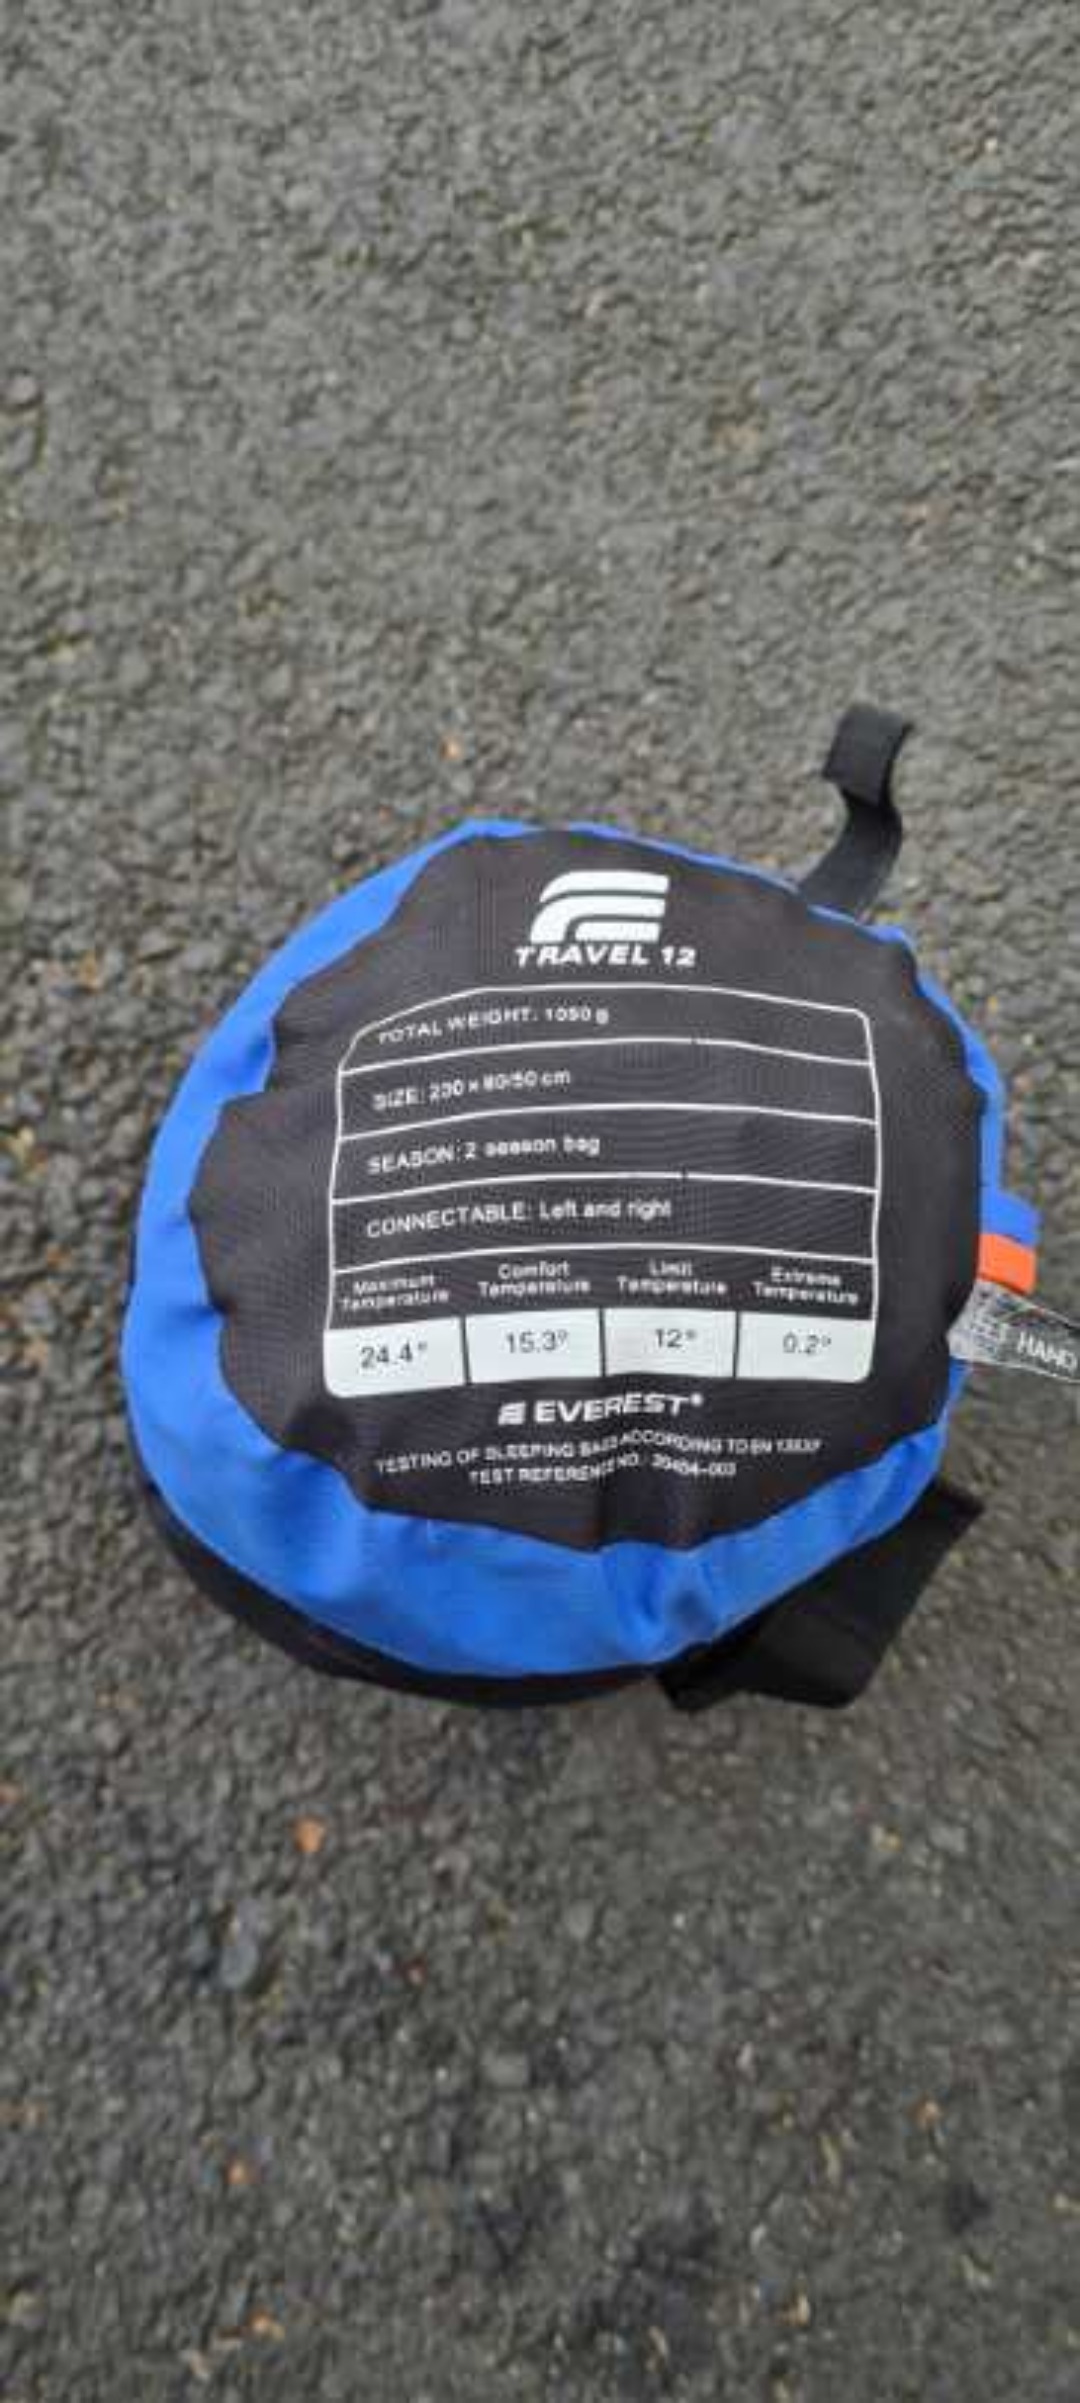 TRAVEL 12
TOTAL WEIGHT: 1050 g
SIZE: 230 × 80/50 cm
SEASON: 2 season bag
CONNECTABLE: Left and right
Maximum Temperature
Comfort Temperature
Limit Temperature
Extreme Temperature
24.4° 15.3° 12° 0.2°
EVEREST®
TESTING OF SLEEPING BAGS ACCORDING TO EN
TEST REFERENCE NO.
HAND